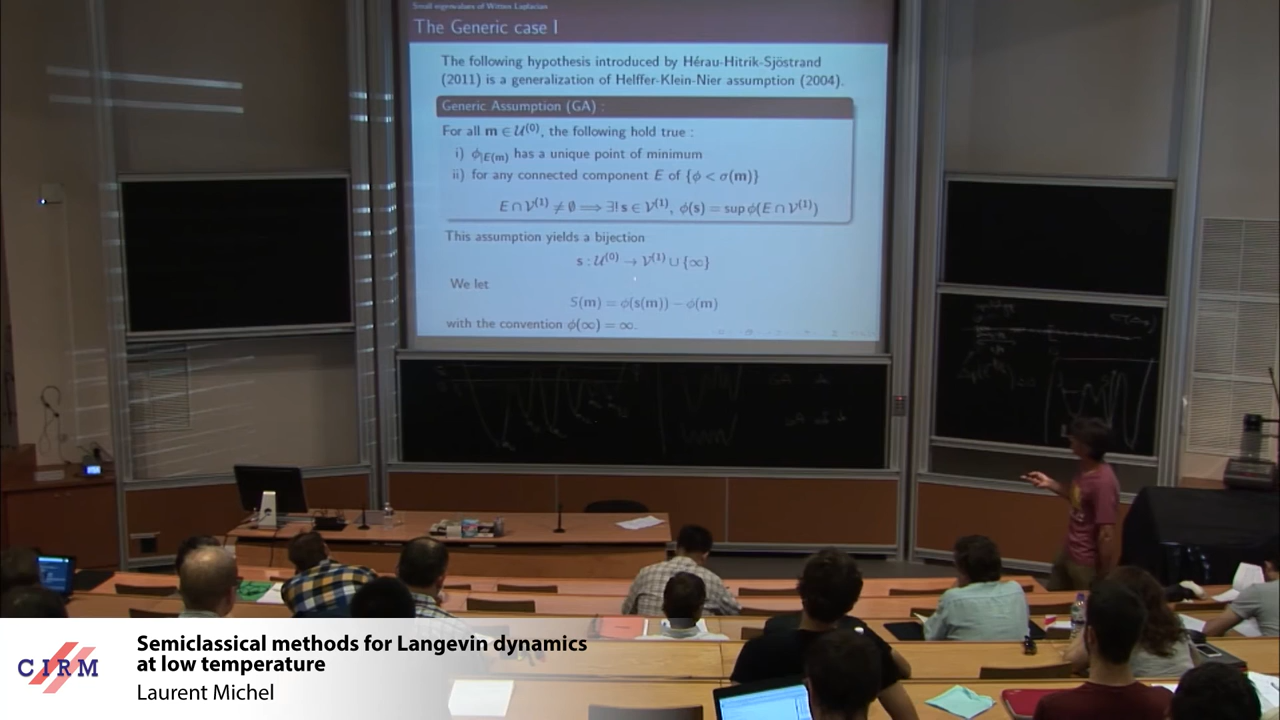 Small eigenvalues of Witten Laplacian
The Generic case I
The following hypothesis introduced by Hérau-Hitrik-Sjöstrand
(2011) is a generalization of Helffer-Klein-Nier assumption (2004).
Generic Assumption (GA) :
For all m ∈ 𝒰⁽⁰⁾, the following hold true :
i) ϕ|E(m) has a unique point of minimum
ii) for any connected component E of {ϕ < σ(m)}
E ∩ 𝒱⁽¹⁾ ≠ ∅ ⟹ ∃! s ∈ 𝒱⁽¹⁾, ϕ(s) = sup ϕ(E ∩ 𝒱⁽¹⁾)
This assumption yields a bijection
s : 𝒰⁽⁰⁾ → 𝒱⁽¹⁾ ∪ {∞}
We let
S(m) = ϕ(s(m)) − ϕ(m)
with the convention ϕ(∞) = ∞.
CIRM
Semiclassical methods for Langevin dynamics
at low temperature
Laurent Michel